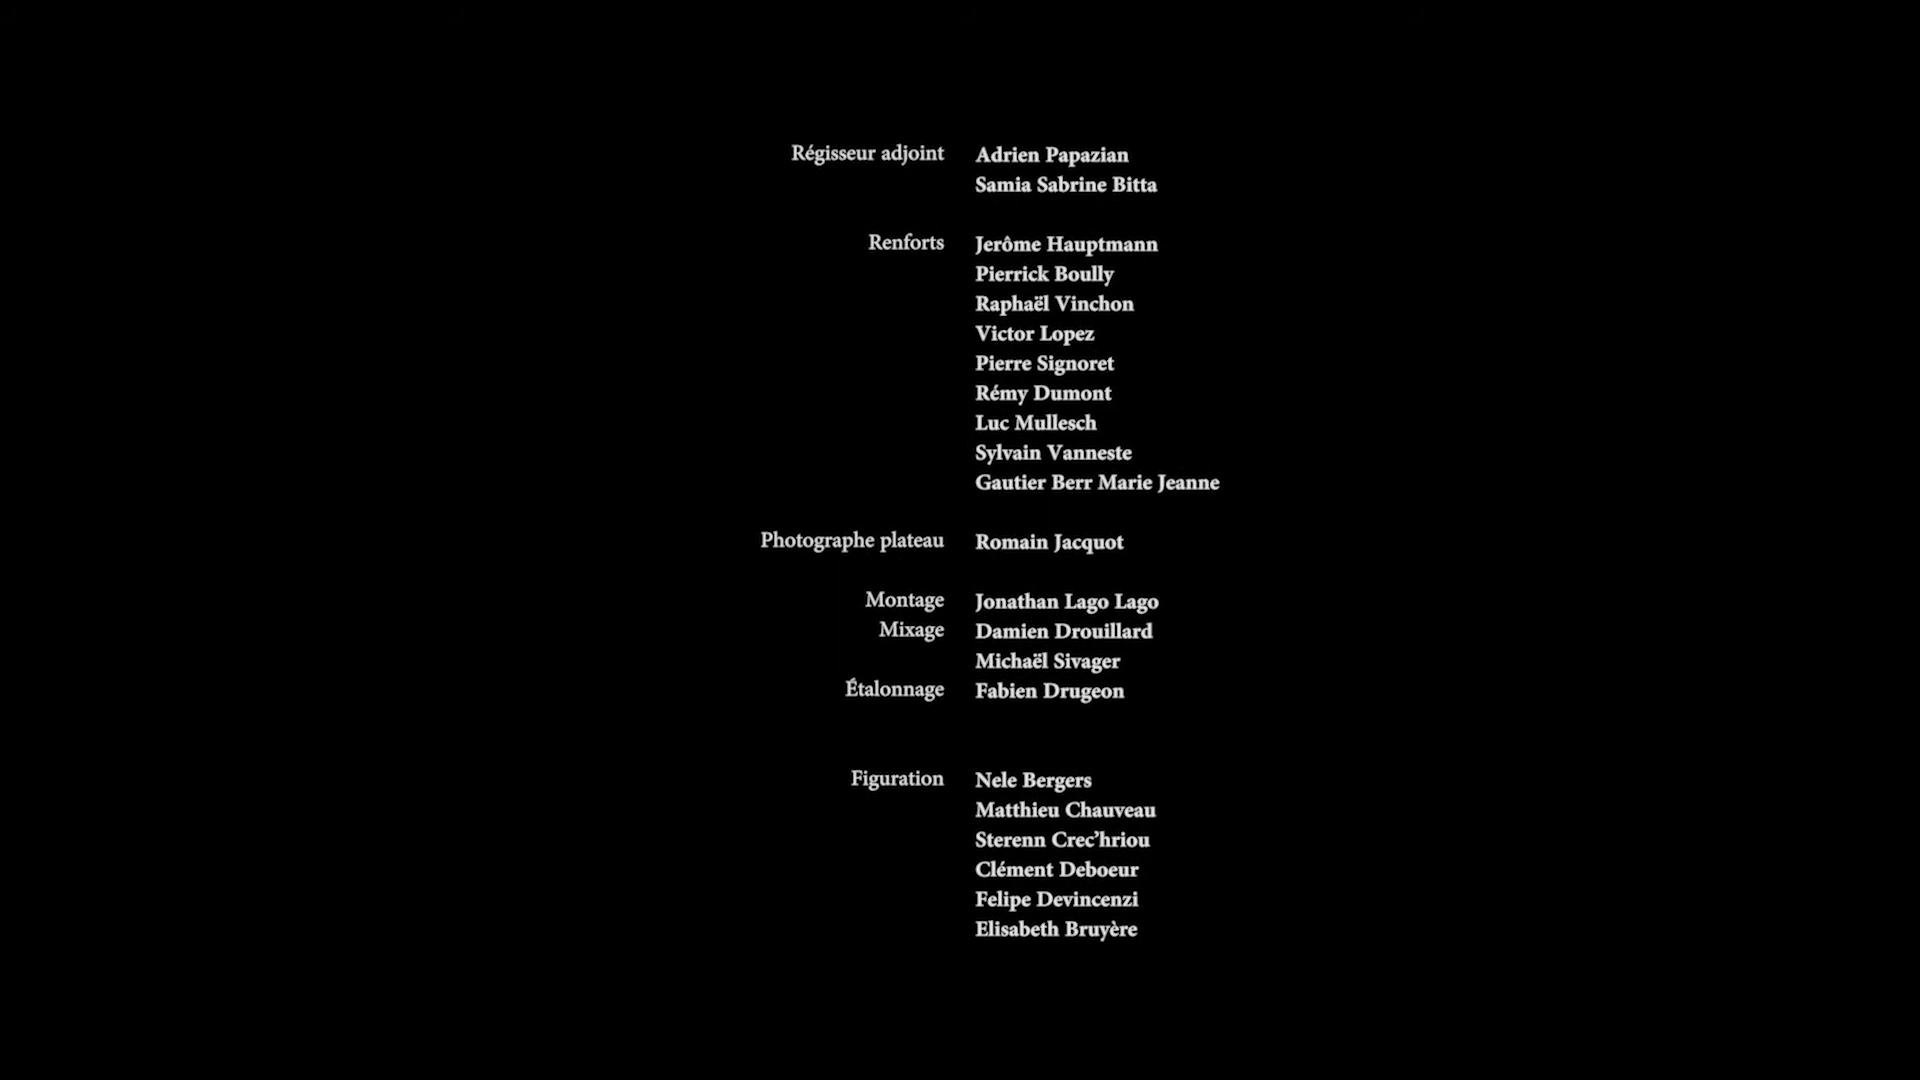 Régisseur adjoint Adrien Papazian
Samia Sabrine Bitta
Renforts Jerôme Hauptmann
Pierrick Boully
Raphaël Vinchon
Victor Lopez
Pierre Signoret
Rémy Dumont
Luc Mullesch
Sylvain Vanneste
Gautier Berr Marie Jeanne
Photographe plateau Romain Jacquot
Montage Jonathan Lago Lago
Mixage Damien Drouillard
Michaël Sivager
Étalonnage Fabien Drugeon
Figuration Nele Bergers
Matthieu Chauveau
Sterenn Crec’hriou
Clément Deboeur
Felipe Devincenzi
Elisabeth Bruyère